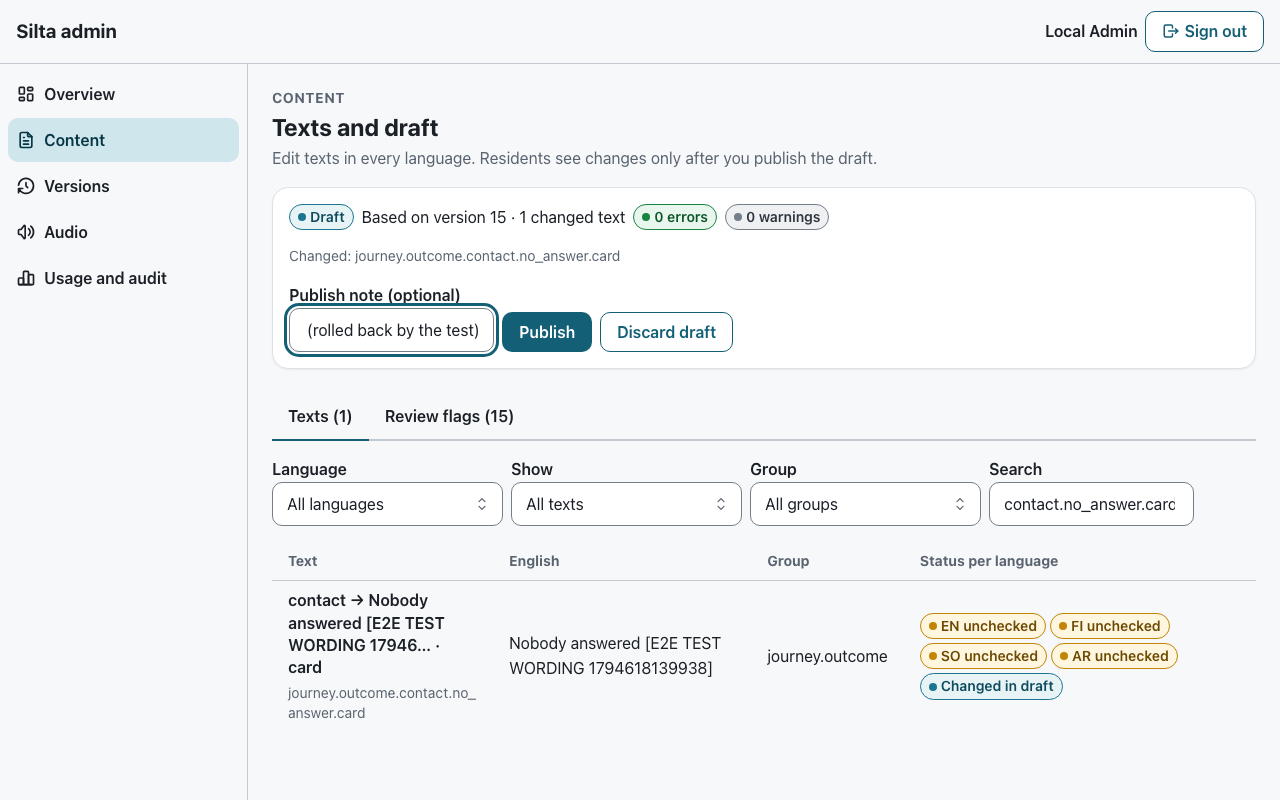 Silta admin
Local Admin
Sign out
Overview
Content
Versions
Audio
Usage and audit
CONTENT
Texts and draft
Edit texts in every language. Residents see changes only after you publish the draft.
Draft
Based on version 15 · 1 changed text
0 errors
0 warnings
Changed: journey.outcome.contact.no_answer.card
Publish note (optional)
(rolled back by the test)
Publish
Discard draft
Texts (1)
Review flags (15)
Language
Show
Group
Search
All languages
All texts
All groups
contact.no_answer.card
Text
English
Group
Status per language
contact → Nobody
answered [E2E TEST
WORDING 17946… ·
card
journey.outcome.contact.no_
answer.card
Nobody answered [E2E TEST
WORDING 1794618139938]
journey.outcome
EN unchecked
FI unchecked
SO unchecked
AR unchecked
Changed in draft